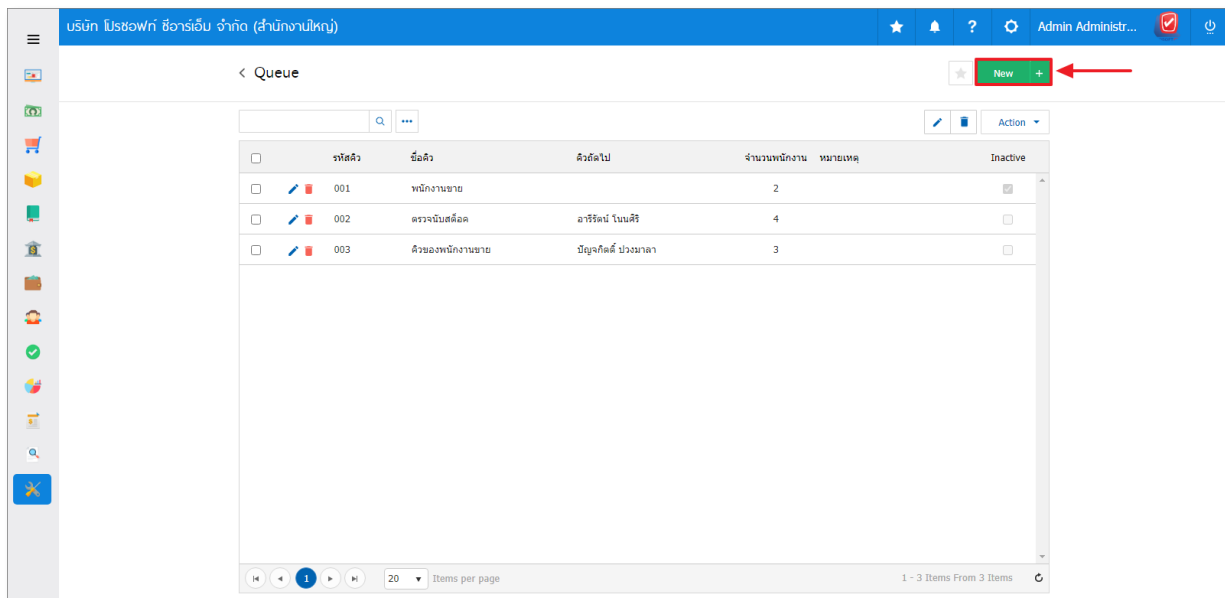 บริษัท โปรซอฟท์ ซีอาร์เอ็ม จำกัด (สำนักงานใหญ่) ? Admin Administr...
< Queue New +
••• Action
รหัสคิว ชื่อคิว คิวถัดไป จำนวนพนักงาน หมายเหตุ Inactive
001 พนักงานขาย 2
002 ตรวจนับสต็อค อารีรัตน์ โนนศิริ 4
003 คิวของพนักงานขาย ปัญจกิตติ์ ปวงมาลา 3
1 20 Items per page 1 - 3 Items From 3 Items